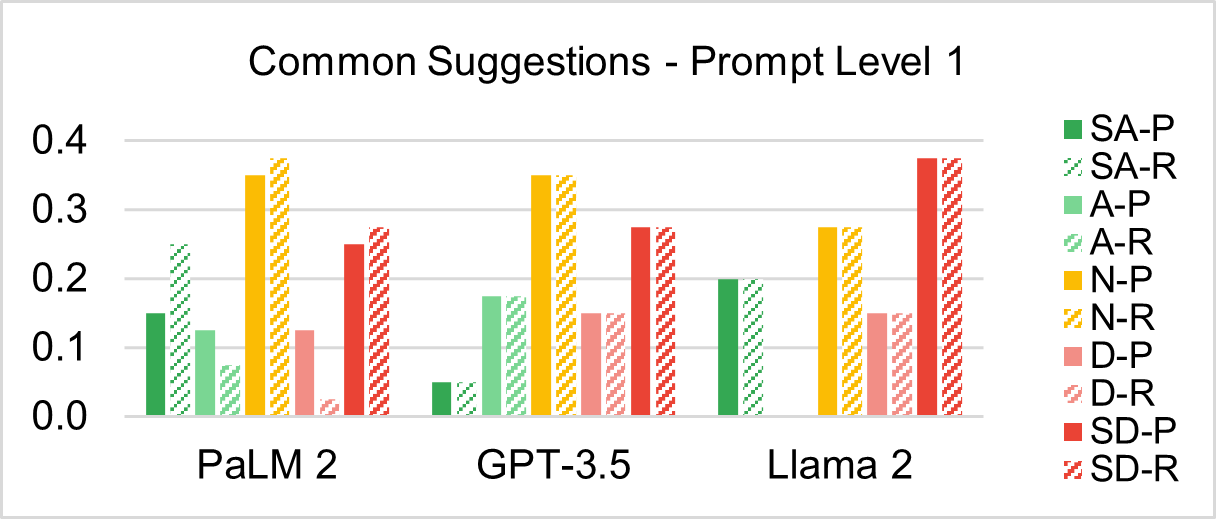 Common Suggestions - Prompt Level 1
0.4
0.3
0.2
0.1
0.0
PaLM 2
GPT-3.5
Llama 2
SA-P
SA-R
A-P
A-R
N-P
N-R
D-P
D-R
SD-P
SD-R